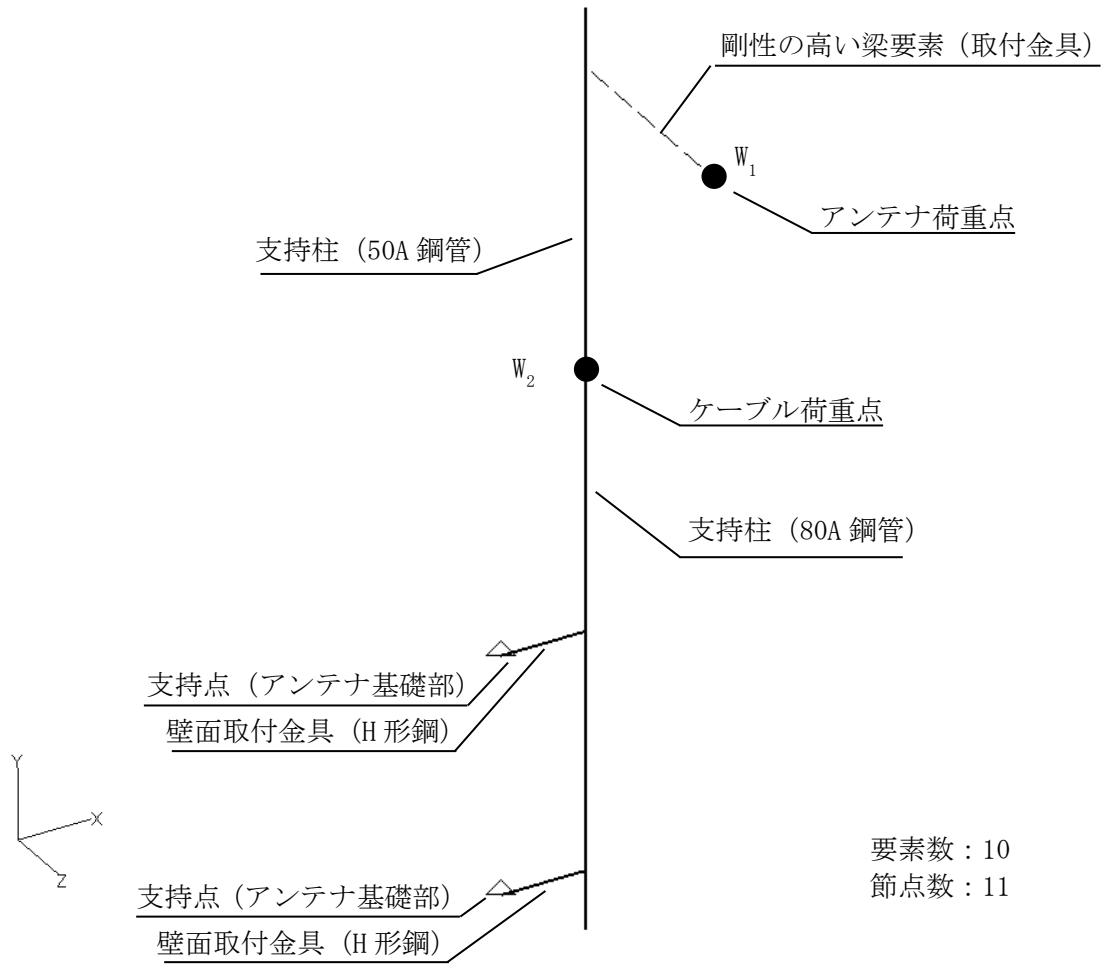 剛性の高い梁要素（取付金具）
W1
アンテナ荷重点
支持柱（50A 鋼管）
W2
ケーブル荷重点
支持柱（80A 鋼管）
支持点（アンテナ基礎部）
壁面取付金具（H 形鋼）
Y
X
Z
要素数：10
節点数：11
支持点（アンテナ基礎部）
壁面取付金具（H 形鋼）